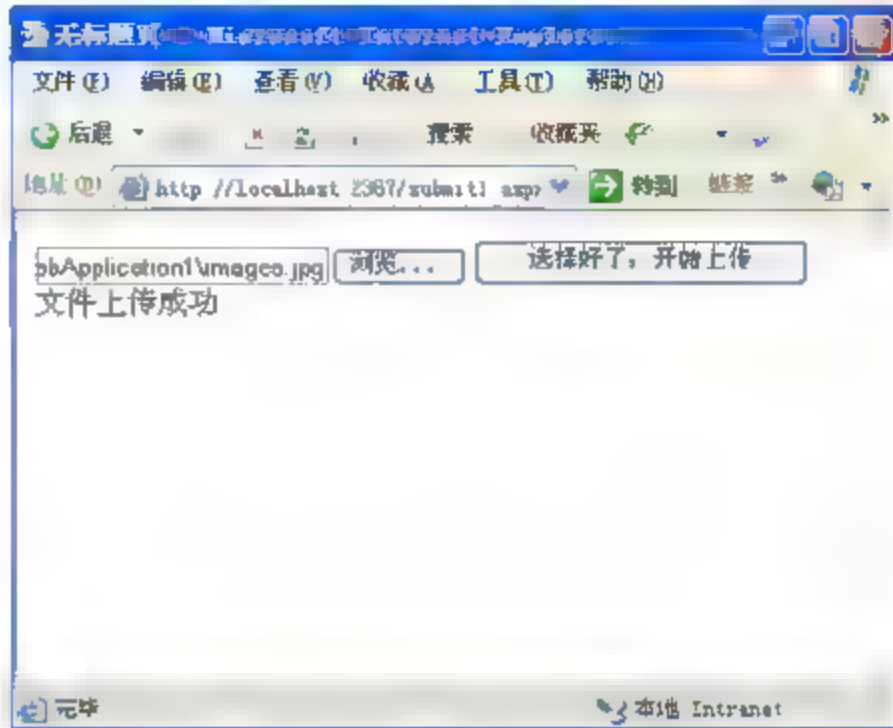 无标题页
文件(F) 编辑(E) 查看(V) 收藏(A 工具(T) 帮助(H)
后退 搜索 收藏夹 »
地址(D) http //localhost 2367/submit1 asp 转到 链接 »
bApplication1\images.jpg 浏览... 选择好了，开始上传
文件上传成功
完毕 本地 Intranet